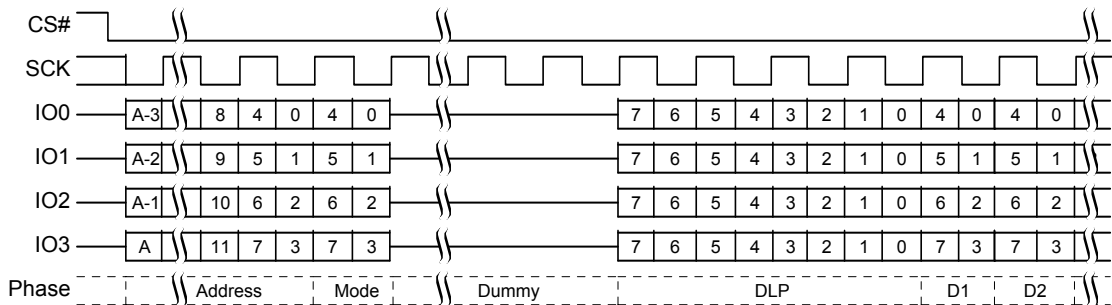 CS#
SCK
IO0 A-3 8 4 0 4 0 7 6 5 4 3 2 1 0 4 0 4 0
IO1 A-2 9 5 1 5 1 7 6 5 4 3 2 1 0 5 1 5 1
IO2 A-1 10 6 2 6 2 7 6 5 4 3 2 1 0 6 2 6 2
IO3 A 11 7 3 7 3 7 6 5 4 3 2 1 0 7 3 7 3
Phase Address Mode Dummy DLP D1 D2